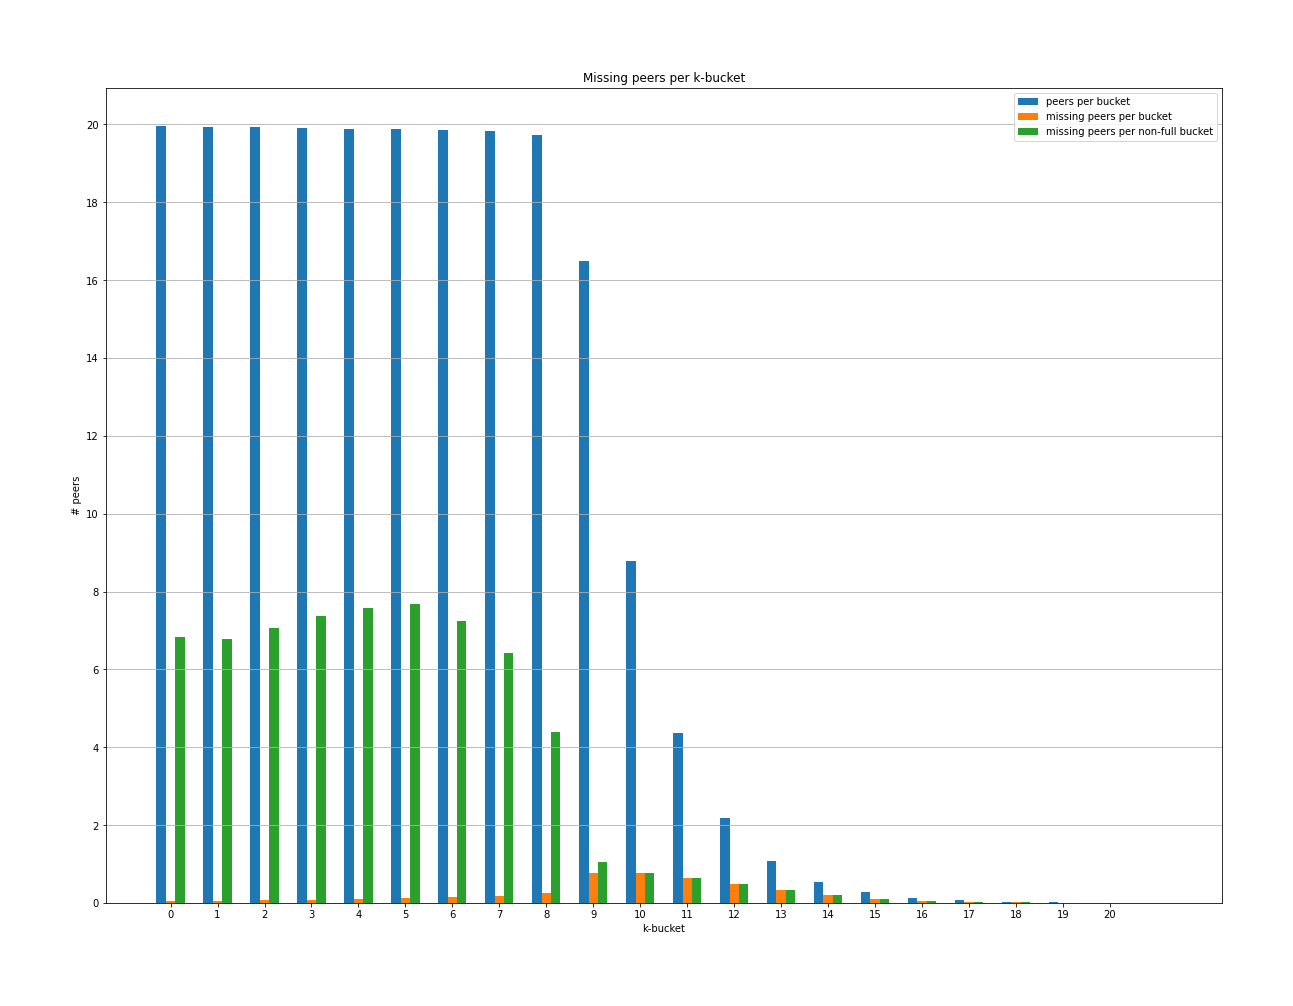 Missing peers per k-bucket
peers per bucket
missing peers per bucket
missing peers per non-full bucket
# peers
20
18
16
14
12
10
8
6
4
2
0
0 1 2 3 4 5 6 7 8 9 10 11 12 13 14 15 16 17 18 19 20
k-bucket